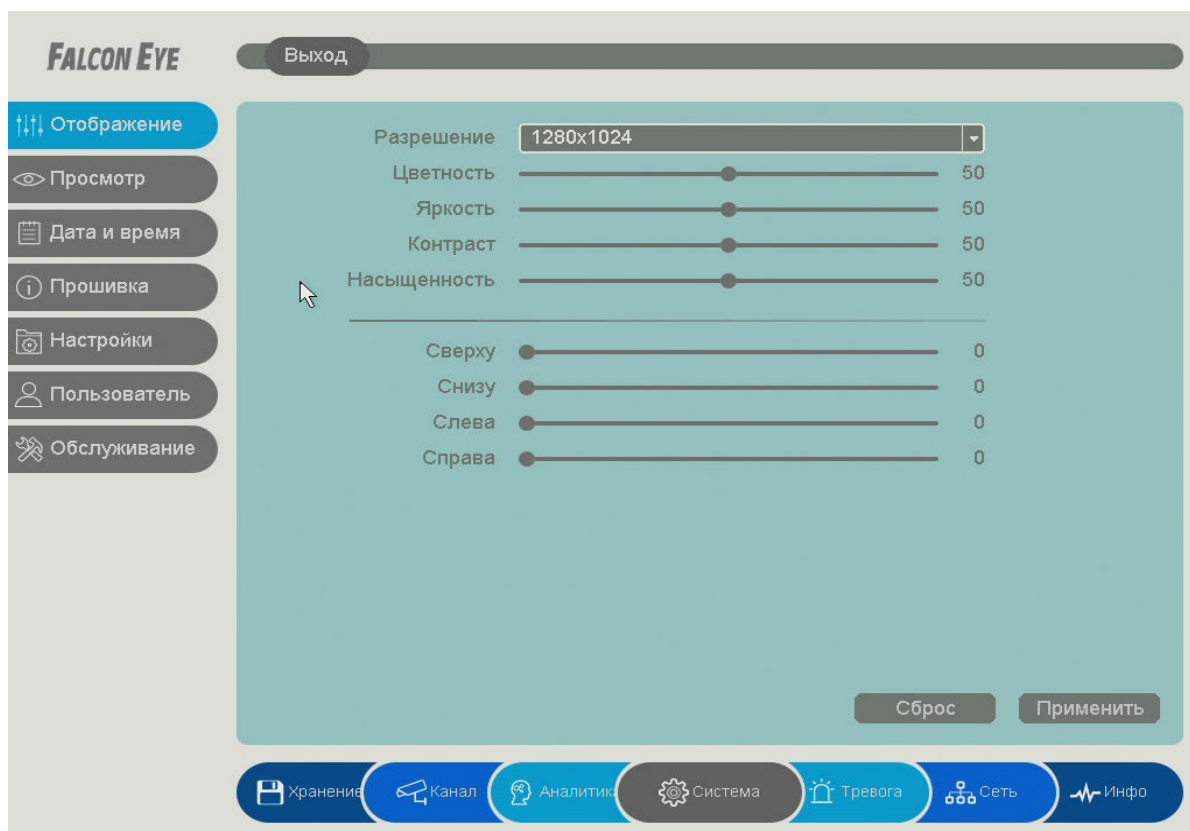 FALCON EYE
Выход
Отображение
Просмотр
Дата и время
Прошивка
Настройки
Пользователь
Обслуживание
Разрешение 1280x1024
Цветность 50
Яркость 50
Контраст 50
Насыщенность 50
Сверху 0
Снизу 0
Слева 0
Справа 0
Сброс Применить
Хранение Канал Аналитик Система Тревога Сеть Инфо